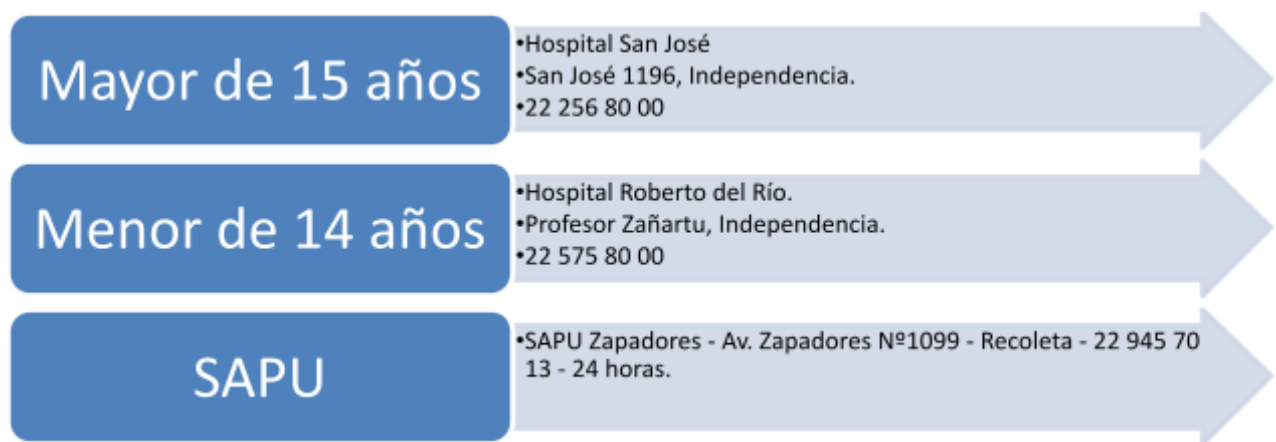 Mayor de 15 años
•Hospital San José
•San José 1196, Independencia.
•22 256 80 00
Menor de 14 años
•Hospital Roberto del Río.
•Profesor Zañartu, Independencia.
•22 575 80 00
SAPU
•SAPU Zapadores - Av. Zapadores Nº1099 - Recoleta - 22 945 70
13 - 24 horas.